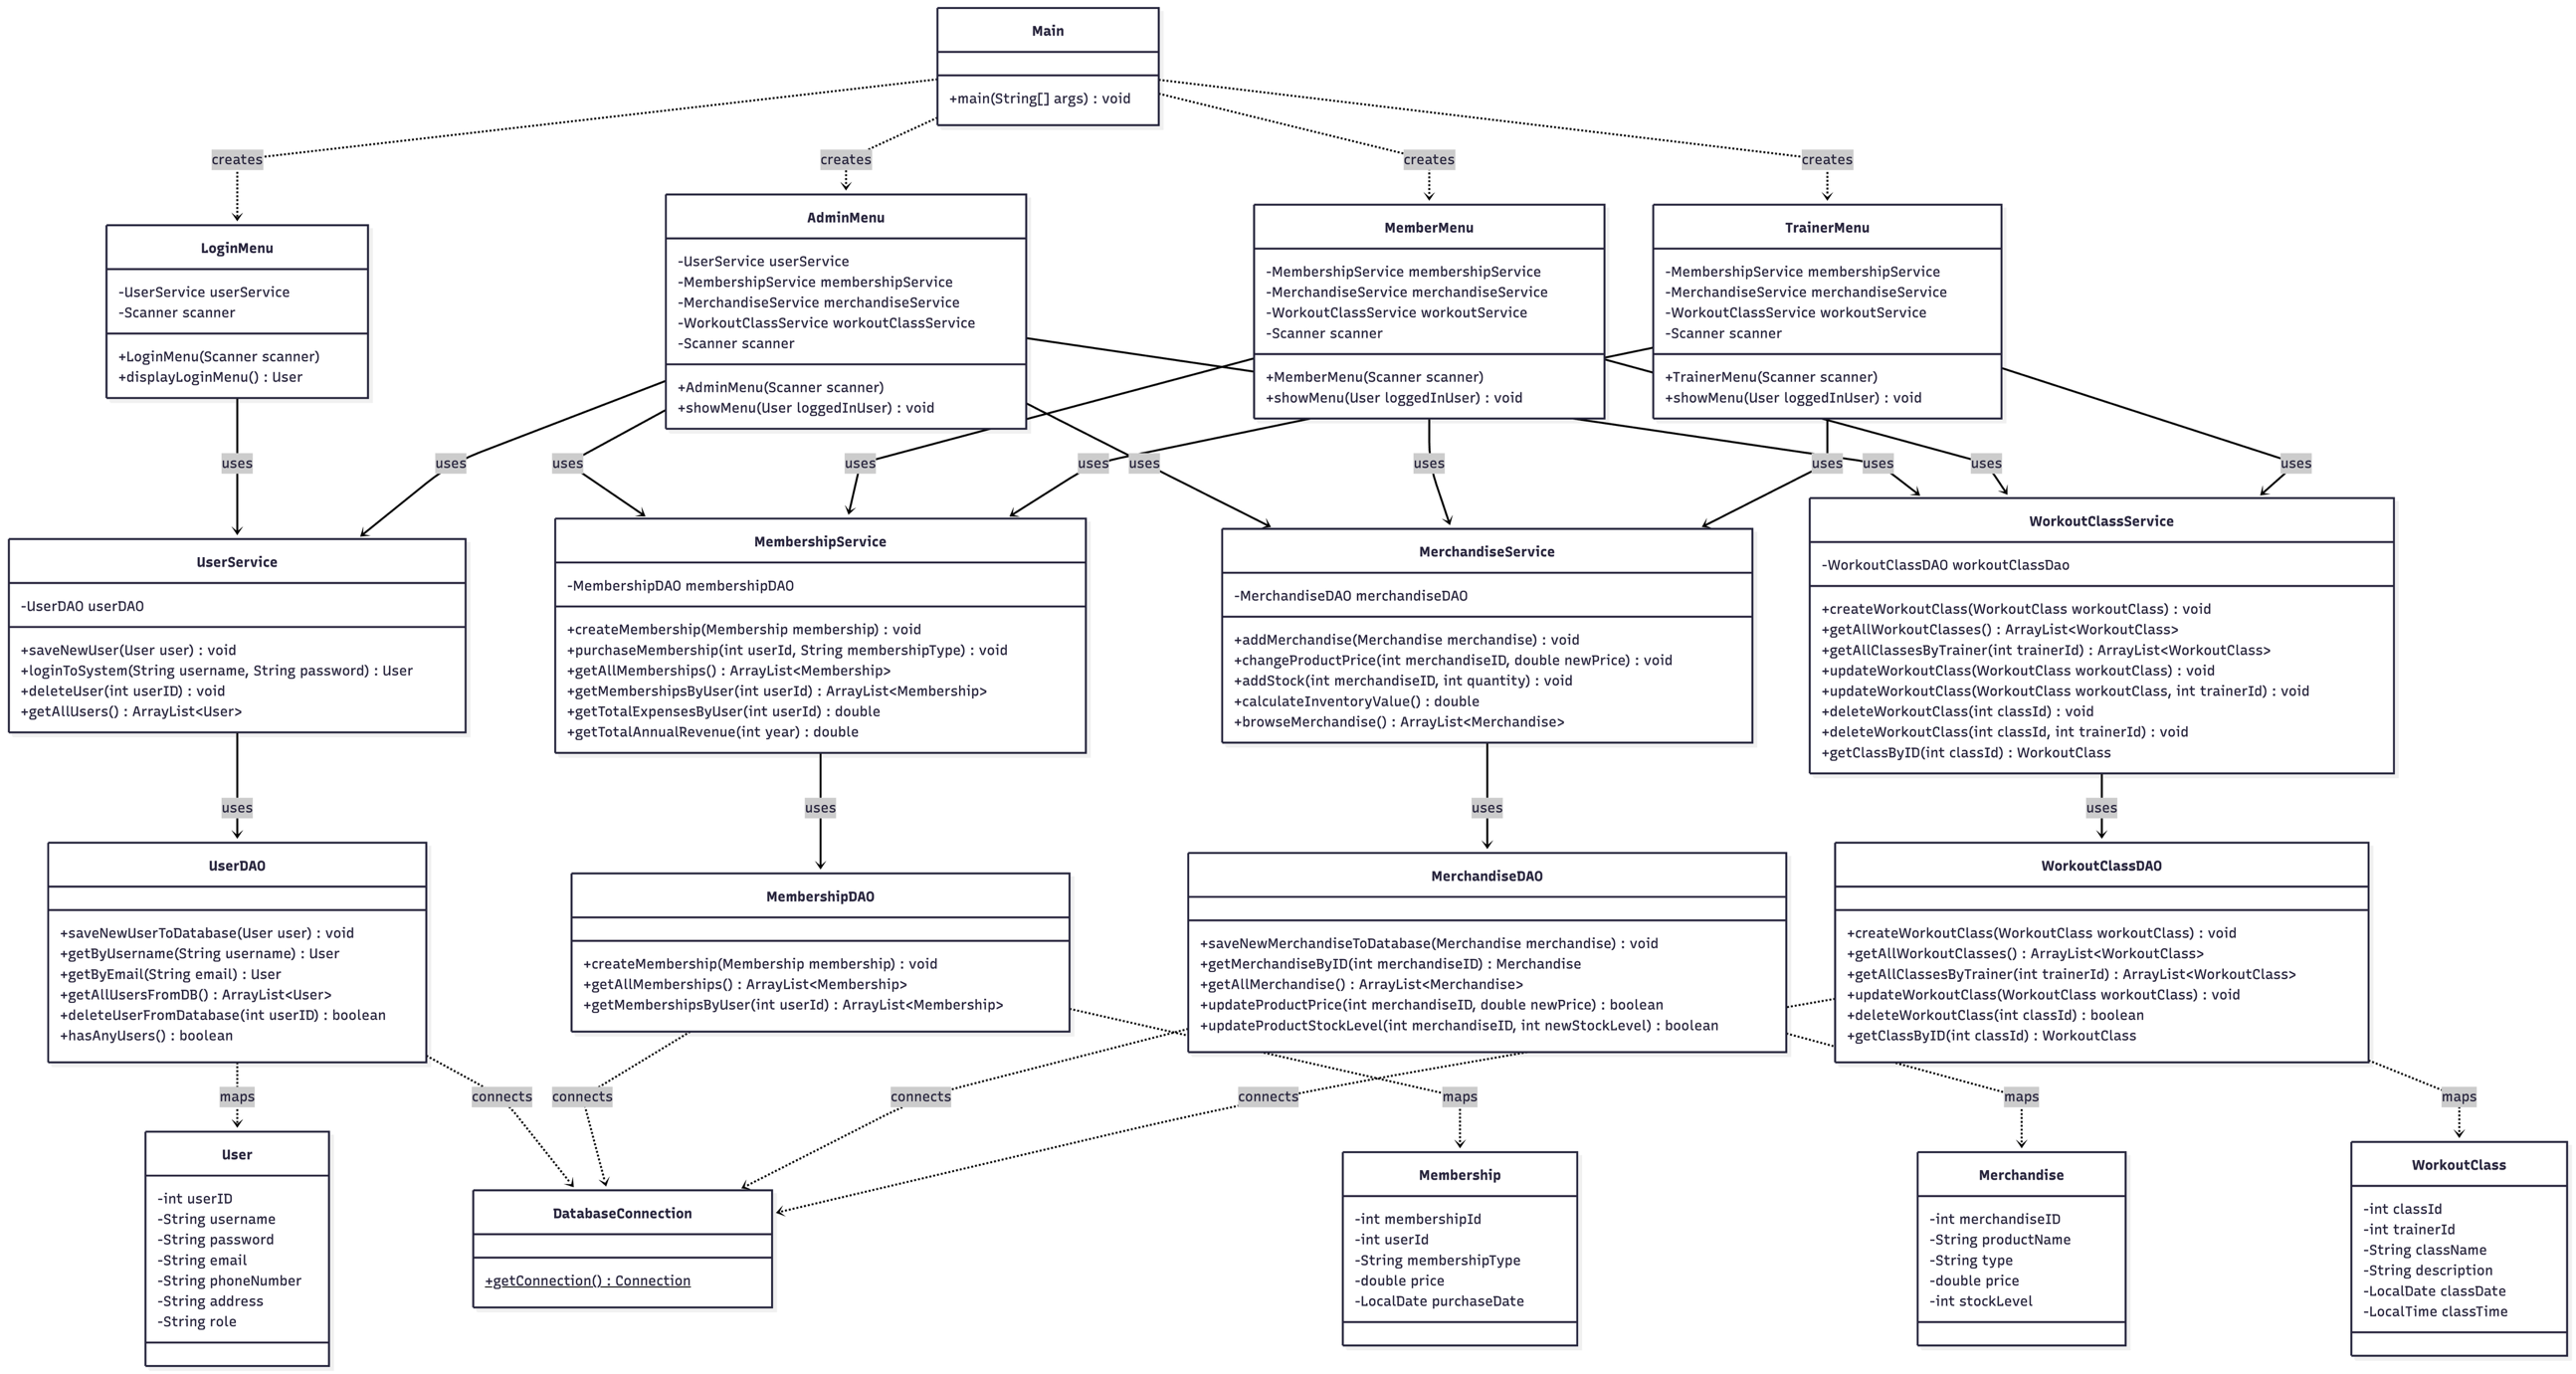 Main
+main(String[] args) : void
creates
creates
creates
creates
LoginMenu
-UserService userService
-Scanner scanner
+LoginMenu(Scanner scanner)
+displayLoginMenu() : User
AdminMenu
-UserService userService
-MembershipService membershipService
-MerchandiseService merchandiseService
-WorkoutClassService workoutClassService
-Scanner scanner
+AdminMenu(Scanner scanner)
+showMenu(User loggedInUser) : void
MemberMenu
-MembershipService membershipService
-MerchandiseService merchandiseService
-WorkoutClassService workoutService
-Scanner scanner
+MemberMenu(Scanner scanner)
+showMenu(User loggedInUser) : void
TrainerMenu
-MembershipService membershipService
-MerchandiseService merchandiseService
-WorkoutClassService workoutService
-Scanner scanner
+TrainerMenu(Scanner scanner)
+showMenu(User loggedInUser) : void
uses
uses
uses
uses
uses
uses
uses
uses
uses
uses
uses
UserService
-UserDAO userDAO
+saveNewUser(User user) : void
+loginToSystem(String username, String password) : User
+deleteUser(int userID) : void
+getAllUsers() : ArrayList<User>
MembershipService
-MembershipDAO membershipDAO
+createMembership(Membership membership) : void
+purchaseMembership(int userId, String membershipType) : void
+getAllMemberships() : ArrayList<Membership>
+getMembershipsByUser(int userId) : ArrayList<Membership>
+getTotalExpensesByUser(int userId) : double
+getTotalAnnualRevenue(int year) : double
MerchandiseService
-MerchandiseDAO merchandiseDAO
+addMerchandise(Merchandise merchandise) : void
+changeProductPrice(int merchandiseID, double newPrice) : void
+addStock(int merchandiseID, int quantity) : void
+calculateInventoryValue() : double
+browseMerchandise() : ArrayList<Merchandise>
WorkoutClassService
-WorkoutClassDAO workoutClassDao
+createWorkoutClass(WorkoutClass workoutClass) : void
+getAllWorkoutClasses() : ArrayList<WorkoutClass>
+getAllClassesByTrainer(int trainerId) : ArrayList<WorkoutClass>
+updateWorkoutClass(WorkoutClass workoutClass) : void
+updateWorkoutClass(WorkoutClass workoutClass, int trainerId) : void
+deleteWorkoutClass(int classId) : void
+deleteWorkoutClass(int classId, int trainerId) : void
+getClassByID(int classId) : WorkoutClass
uses
uses
uses
uses
UserDAO
+saveNewUserToDatabase(User user) : void
+getByUsername(String username) : User
+getByEmail(String email) : User
+getAllUsersFromDB() : ArrayList<User>
+deleteUserFromDatabase(int userID) : boolean
+hasAnyUsers() : boolean
MembershipDAO
+createMembership(Membership membership) : void
+getAllMemberships() : ArrayList<Membership>
+getMembershipsByUser(int userId) : ArrayList<Membership>
MerchandiseDAO
+saveNewMerchandiseToDatabase(Merchandise merchandise) : void
+getMerchandiseByID(int merchandiseID) : Merchandise
+getAllMerchandise() : ArrayList<Merchandise>
+updateProductPrice(int merchandiseID, double newPrice) : boolean
+updateProductStockLevel(int merchandiseID, int newStockLevel) : boolean
WorkoutClassDAO
+createWorkoutClass(WorkoutClass workoutClass) : void
+getAllWorkoutClasses() : ArrayList<WorkoutClass>
+getAllClassesByTrainer(int trainerId) : ArrayList<WorkoutClass>
+updateWorkoutClass(WorkoutClass workoutClass) : void
+deleteWorkoutClass(int classId) : boolean
+getClassByID(int classId) : WorkoutClass
maps
connects
connects
connects
connects
maps
maps
maps
User
-int userID
-String username
-String password
-String email
-String phoneNumber
-String address
-String role
DatabaseConnection
+getConnection() : Connection
Membership
-int membershipId
-int userId
-String membershipType
-double price
-LocalDate purchaseDate
Merchandise
-int merchandiseID
-String productName
-String type
-double price
-int stockLevel
WorkoutClass
-int classId
-int trainerId
-String className
-String description
-LocalDate classDate
-LocalTime classTime